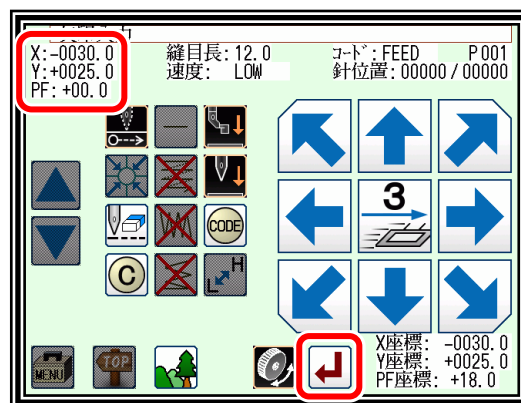 X:-0030.0
Y:+0025.0
PF:+00.0
縫目長:12.0
速度: LOW
コード:FEED P001
針位置:00000/00000
CODE
C
H
L
3
MENU
TOP
X座標: -0030.0
Y座標: +0025.0
PF座標: +18.0